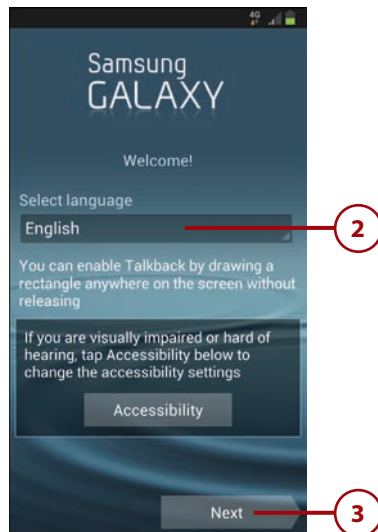 4G
Samsung
GALAXY
Welcome!
Select language
English
2
You can enable Talkback by drawing a
rectangle anywhere on the screen without
releasing
If you are visually impaired or hard of
hearing, tap Accessibility below to
change the accessibility settings
Accessibility
Next
3